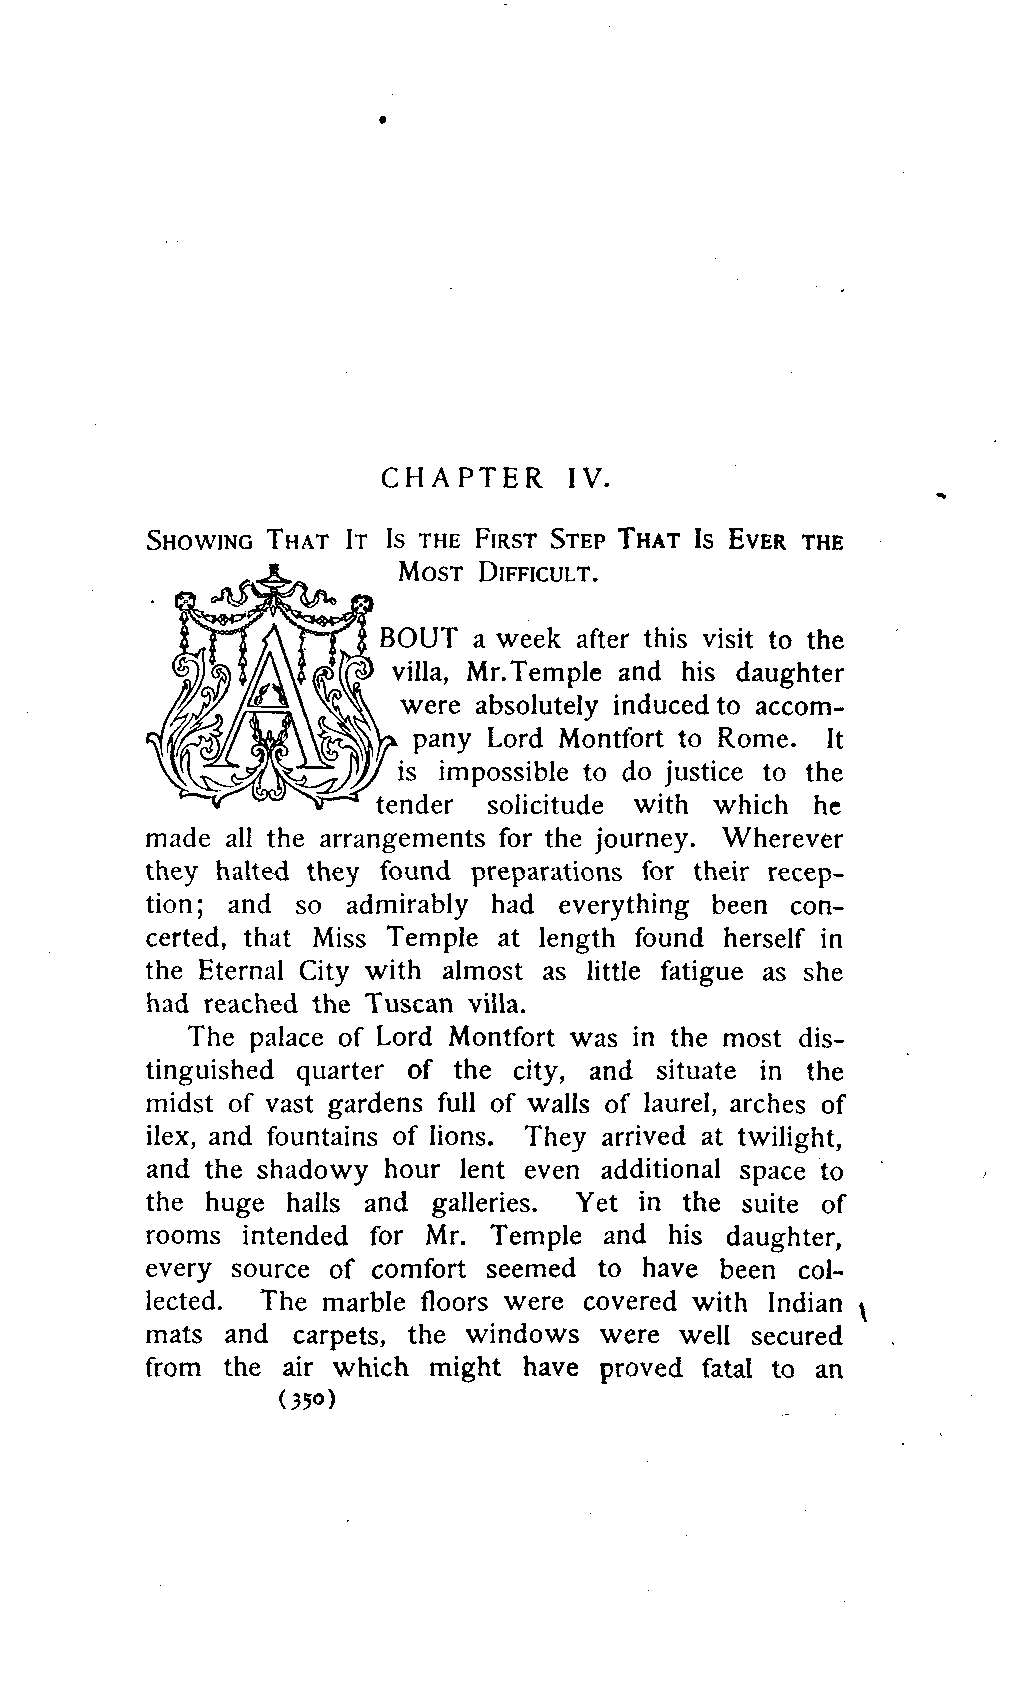 CHAPTER IV.
SHOWING THAT IT IS THE FIRST STEP THAT IS EVER THE
MOST DIFFICULT.
ABOUT a week after this visit to the
villa, Mr. Temple and his daughter
were absolutely induced to accom-
pany Lord Montfort to Rome. It
is impossible to do justice to the
tender solicitude with which he
made all the arrangements for the journey. Wherever
they halted they found preparations for their recep-
tion; and so admirably had everything been con-
certed, that Miss Temple at length found herself in
the Eternal City with almost as little fatigue as she
had reached the Tuscan villa.
The palace of Lord Montfort was in the most dis-
tinguished quarter of the city, and situate in the
midst of vast gardens full of walls of laurel, arches of
ilex, and fountains of lions. They arrived at twilight,
and the shadowy hour lent even additional space to
the huge halls and galleries. Yet in the suite of
rooms intended for Mr. Temple and his daughter,
every source of comfort seemed to have been col-
lected. The marble floors were covered with Indian
mats and carpets, the windows were well secured
from the air which might have proved fatal to an
(350)